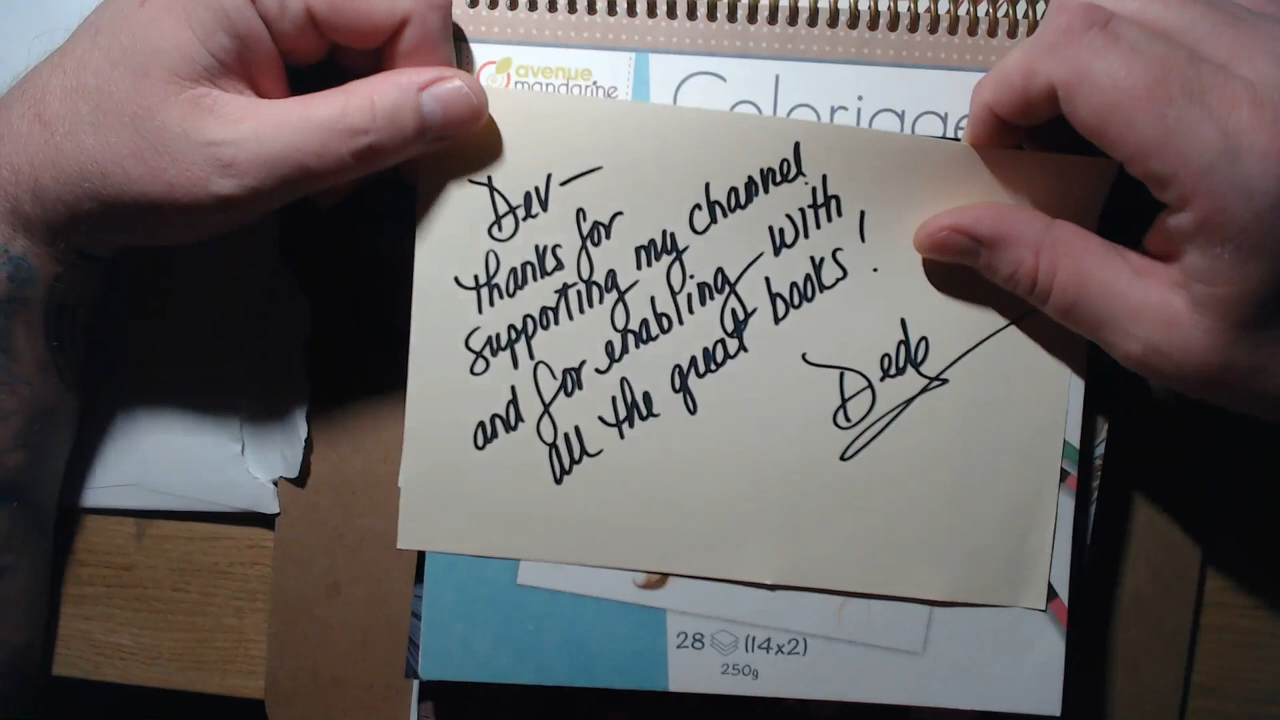 avenue
mandarine
Coloriage
Dev —
thanks for
supporting my channel
and for enabling — with
all the great books!
Dede
28 (14x2)
250g